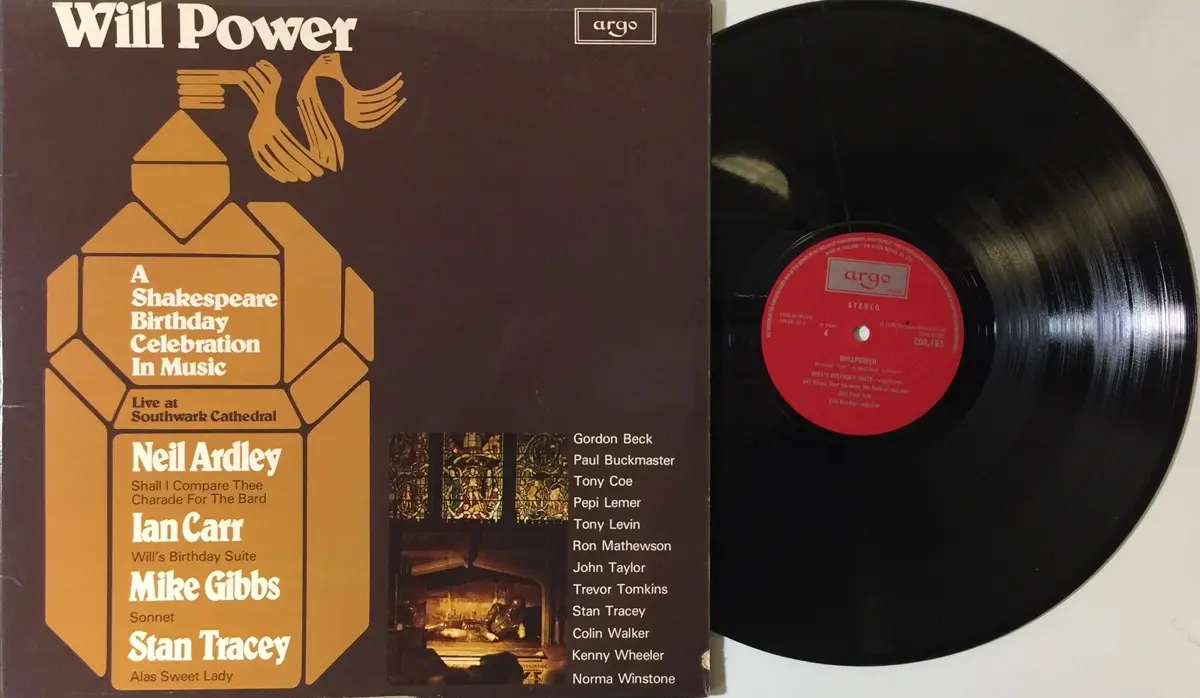 Will Power
argo
A
Shakespeare
Birthday
Celebration
In Music
Live at
Southwark Cathedral
Neil Ardley
Shall I Compare Thee
Charade For The Bard
Ian Carr
Will's Birthday Suite
Mike Gibbs
Sonnet
Stan Tracey
Alas Sweet Lady
Gordon Beck
Paul Buckmaster
Tony Coe
Pepi Lemer
Tony Levin
Ron Mathewson
John Taylor
Trevor Tomkins
Stan Tracey
Colin Walker
Kenny Wheeler
Norma Winstone
argo
STEREO
4
ZDA.163
WILLPOWER